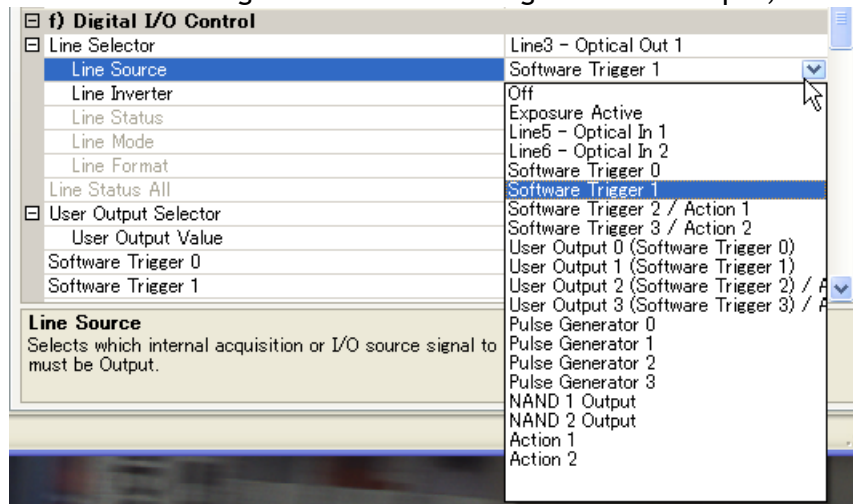 f) Digital I/O Control
Line Selector Line3 - Optical Out 1
Line Source Software Trigger 1
Line Inverter
Line Status
Line Mode
Line Format
Line Status All
User Output Selector
User Output Value
Software Trigger 0
Software Trigger 1
Off
Exposure Active
Line5 - Optical In 1
Line6 - Optical In 2
Software Trigger 0
Software Trigger 1
Software Trigger 2 / Action 1
Software Trigger 3 / Action 2
User Output 0 (Software Trigger 0)
User Output 1 (Software Trigger 1)
User Output 2 (Software Trigger 2) / A
User Output 3 (Software Trigger 3) / A
Pulse Generator 0
Pulse Generator 1
Pulse Generator 2
Pulse Generator 3
NAND 1 Output
NAND 2 Output
Action 1
Action 2
Line Source
Selects which internal acquisition or I/O source signal to
must be Output.